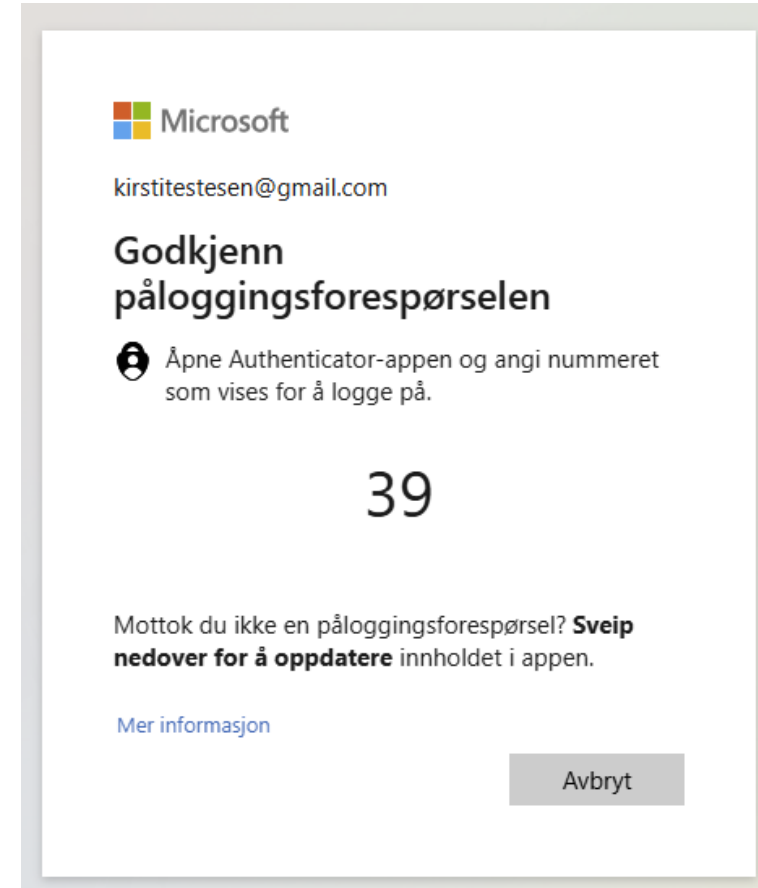 Microsoft
kirstitestesen@gmail.com
Godkjenn
påloggingsforespørselen
Åpne Authenticator-appen og angi nummeret
som vises for å logge på.
39
Mottok du ikke en påloggingsforespørsel? Sveip
nedover for å oppdatere innholdet i appen.
Mer informasjon
Avbryt